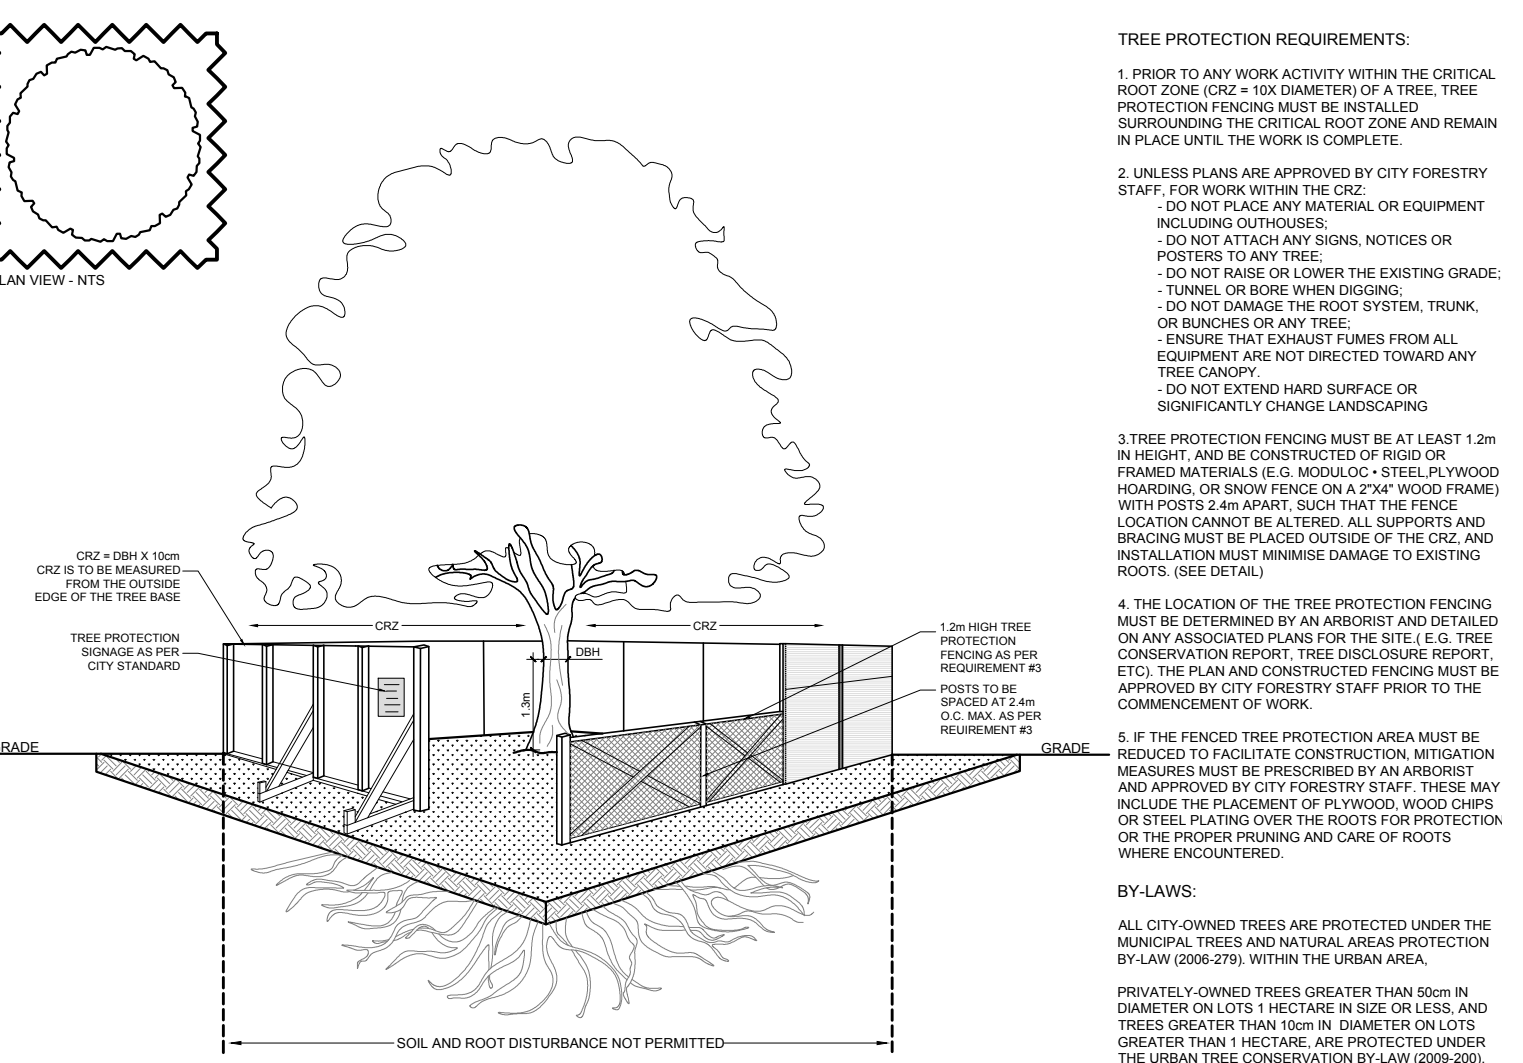 LAN VIEW - NTS
CRZ = DBH X 10cm
CRZ IS TO BE MEASURED
FROM THE OUTSIDE
EDGE OF THE TREE BASE
TREE PROTECTION
SIGNAGE AS PER
CITY STANDARD
CRZ
CRZ
DBH
1.3m
1.2m HIGH TREE
PROTECTION
FENCING AS PER
REQUIREMENT #3
POSTS TO BE
SPACED AT 2.4m
O.C. MAX. AS PER
REUIREMENT #3
RADE
GRADE
SOIL AND ROOT DISTURBANCE NOT PERMITTED
TREE PROTECTION REQUIREMENTS:
1. PRIOR TO ANY WORK ACTIVITY WITHIN THE CRITICAL
ROOT ZONE (CRZ = 10X DIAMETER) OF A TREE, TREE
PROTECTION FENCING MUST BE INSTALLED
SURROUNDING THE CRITICAL ROOT ZONE AND REMAIN
IN PLACE UNTIL THE WORK IS COMPLETE.
2. UNLESS PLANS ARE APPROVED BY CITY FORESTRY
STAFF, FOR WORK WITHIN THE CRZ:
- DO NOT PLACE ANY MATERIAL OR EQUIPMENT
INCLUDING OUTHOUSES;
- DO NOT ATTACH ANY SIGNS, NOTICES OR
POSTERS TO ANY TREE;
- DO NOT RAISE OR LOWER THE EXISTING GRADE;
- TUNNEL OR BORE WHEN DIGGING;
- DO NOT DAMAGE THE ROOT SYSTEM, TRUNK,
OR BUNCHES OR ANY TREE;
- ENSURE THAT EXHAUST FUMES FROM ALL
EQUIPMENT ARE NOT DIRECTED TOWARD ANY
TREE CANOPY.
- DO NOT EXTEND HARD SURFACE OR
SIGNIFICANTLY CHANGE LANDSCAPING
3.TREE PROTECTION FENCING MUST BE AT LEAST 1.2m
IN HEIGHT, AND BE CONSTRUCTED OF RIGID OR
FRAMED MATERIALS (E.G. MODULOC • STEEL,PLYWOOD
HOARDING, OR SNOW FENCE ON A 2"X4" WOOD FRAME)
WITH POSTS 2.4m APART, SUCH THAT THE FENCE
LOCATION CANNOT BE ALTERED. ALL SUPPORTS AND
BRACING MUST BE PLACED OUTSIDE OF THE CRZ, AND
INSTALLATION MUST MINIMISE DAMAGE TO EXISTING
ROOTS. (SEE DETAIL)
4. THE LOCATION OF THE TREE PROTECTION FENCING
MUST BE DETERMINED BY AN ARBORIST AND DETAILED
ON ANY ASSOCIATED PLANS FOR THE SITE.( E.G. TREE
CONSERVATION REPORT, TREE DISCLOSURE REPORT,
ETC). THE PLAN AND CONSTRUCTED FENCING MUST BE
APPROVED BY CITY FORESTRY STAFF PRIOR TO THE
COMMENCEMENT OF WORK.
5. IF THE FENCED TREE PROTECTION AREA MUST BE
REDUCED TO FACILITATE CONSTRUCTION, MITIGATION
MEASURES MUST BE PRESCRIBED BY AN ARBORIST
AND APPROVED BY CITY FORESTRY STAFF. THESE MAY
INCLUDE THE PLACEMENT OF PLYWOOD, WOOD CHIPS
OR STEEL PLATING OVER THE ROOTS FOR PROTECTION
OR THE PROPER PRUNING AND CARE OF ROOTS
WHERE ENCOUNTERED.
BY-LAWS:
ALL CITY-OWNED TREES ARE PROTECTED UNDER THE
MUNICIPAL TREES AND NATURAL AREAS PROTECTION
BY-LAW (2006-279). WITHIN THE URBAN AREA,
PRIVATELY-OWNED TREES GREATER THAN 50cm IN
DIAMETER ON LOTS 1 HECTARE IN SIZE OR LESS, AND
TREES GREATER THAN 10cm IN DIAMETER ON LOTS
GREATER THAN 1 HECTARE, ARE PROTECTED UNDER
THE URBAN TREE CONSERVATION BY-LAW (2009-200).